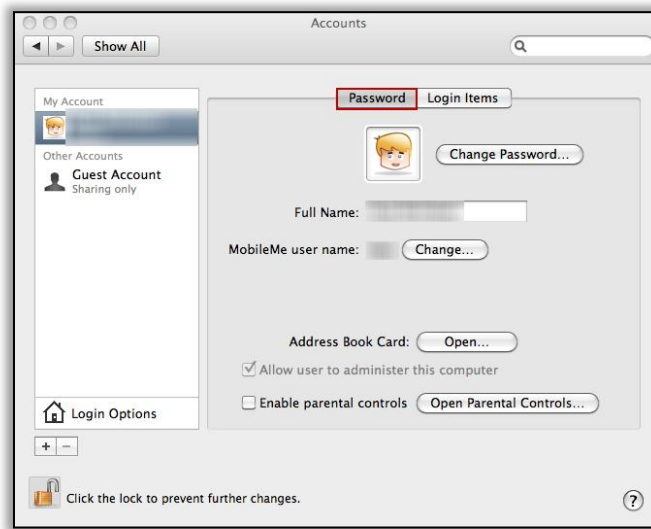 Accounts
Show All
My Account
Other Accounts
Guest Account
Sharing only
Login Options
Password Login Items
Change Password...
Full Name:
MobileMe user name: Change...
Address Book Card: Open...
Allow user to administer this computer
Enable parental controls Open Parental Controls...
+ −
Click the lock to prevent further changes. ?